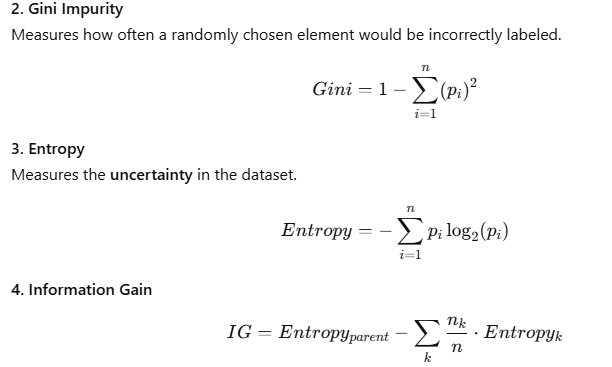 2. Gini Impurity
Measures how often a randomly chosen element would be incorrectly labeled.
$Gini = 1 - \sum_{i=1}^{n} (p_i)^2$
3. Entropy
Measures the uncertainty in the dataset.
$Entropy = - \sum_{i=1}^{n} p_i \log_2(p_i)$
4. Information Gain
$IG = Entropy_{parent} - \sum_{k} \frac{n_k}{n} \cdot Entropy_k$